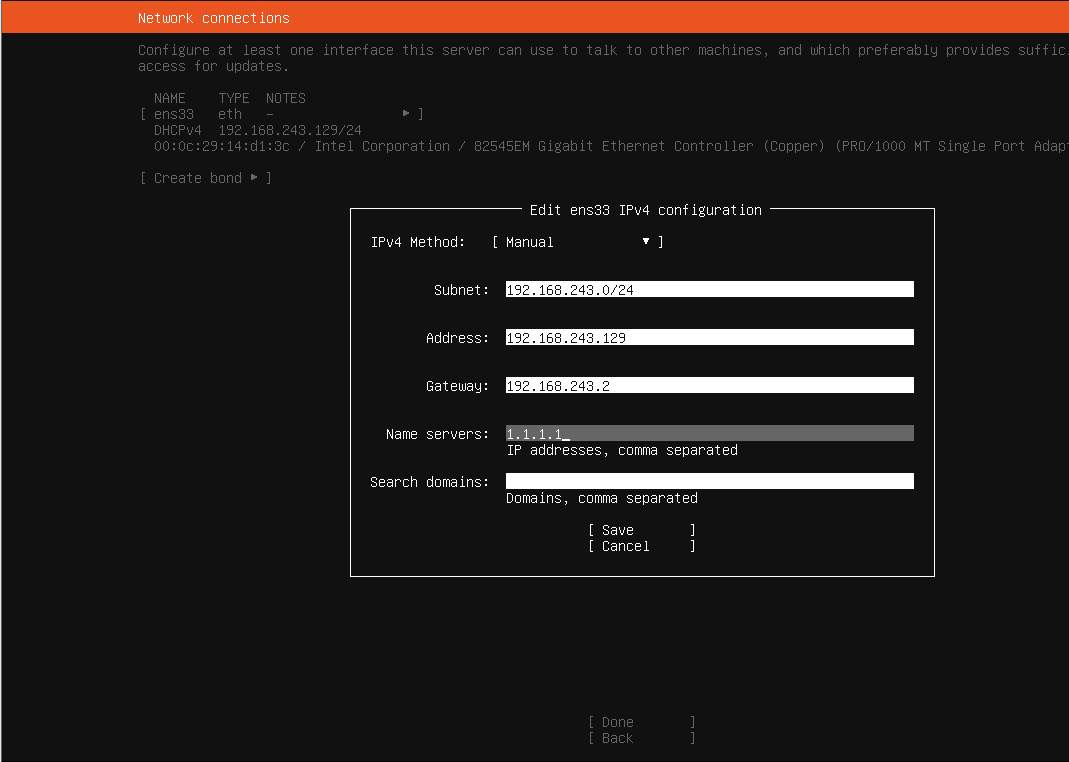 Network connections
Configure at least one interface this server can use to talk to other machines, and which preferably provides suffic
access for updates.
NAME TYPE NOTES
[ ens33 eth – ▸ ]
DHCPv4 192.168.243.129/24
00:0c:29:14:d1:3c / Intel Corporation / 82545EM Gigabit Ethernet Controller (Copper) (PRO/1000 MT Single Port Adap
[ Create bond ▸ ]
Edit ens33 IPv4 configuration
IPv4 Method: [ Manual ▾ ]
Subnet: 192.168.243.0/24
Address: 192.168.243.129
Gateway: 192.168.243.2
Name servers: 1.1.1.1_
IP addresses, comma separated
Search domains:
Domains, comma separated
[ Save ]
[ Cancel ]
[ Done ]
[ Back ]